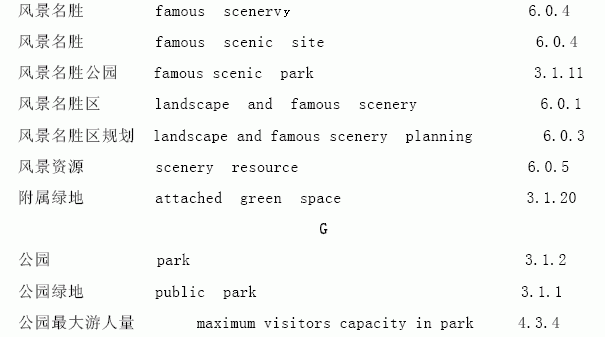 风景名胜 famous scenervy 6.0.4
风景名胜 famous scenic site 6.0.4
风景名胜公园 famous scenic park 3.1.11
风景名胜区 landscape and famous scenery 6.0.1
风景名胜区规划 landscape and famous scenery planning 6.0.3
风景资源 scenery resource 6.0.5
附属绿地 attached green space 3.1.20
G
公园 park 3.1.2
公园绿地 public park 3.1.1
公园最大游人量 maximum visitors capacity in park 4.3.4